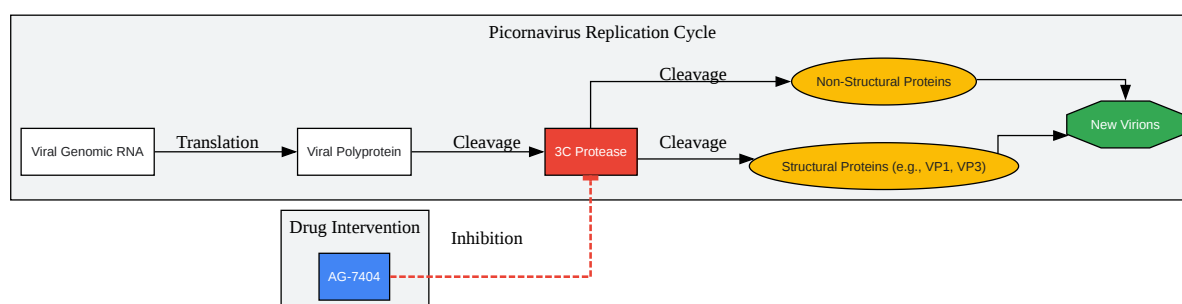 Picornavirus Replication Cycle
Cleavage
Non-Structural Proteins
Viral Genomic RNA
Translation
Viral Polyprotein
Cleavage
3C Protease
Cleavage
Structural Proteins (e.g., VP1, VP3)
New Virions
Drug Intervention
Inhibition
AG-7404